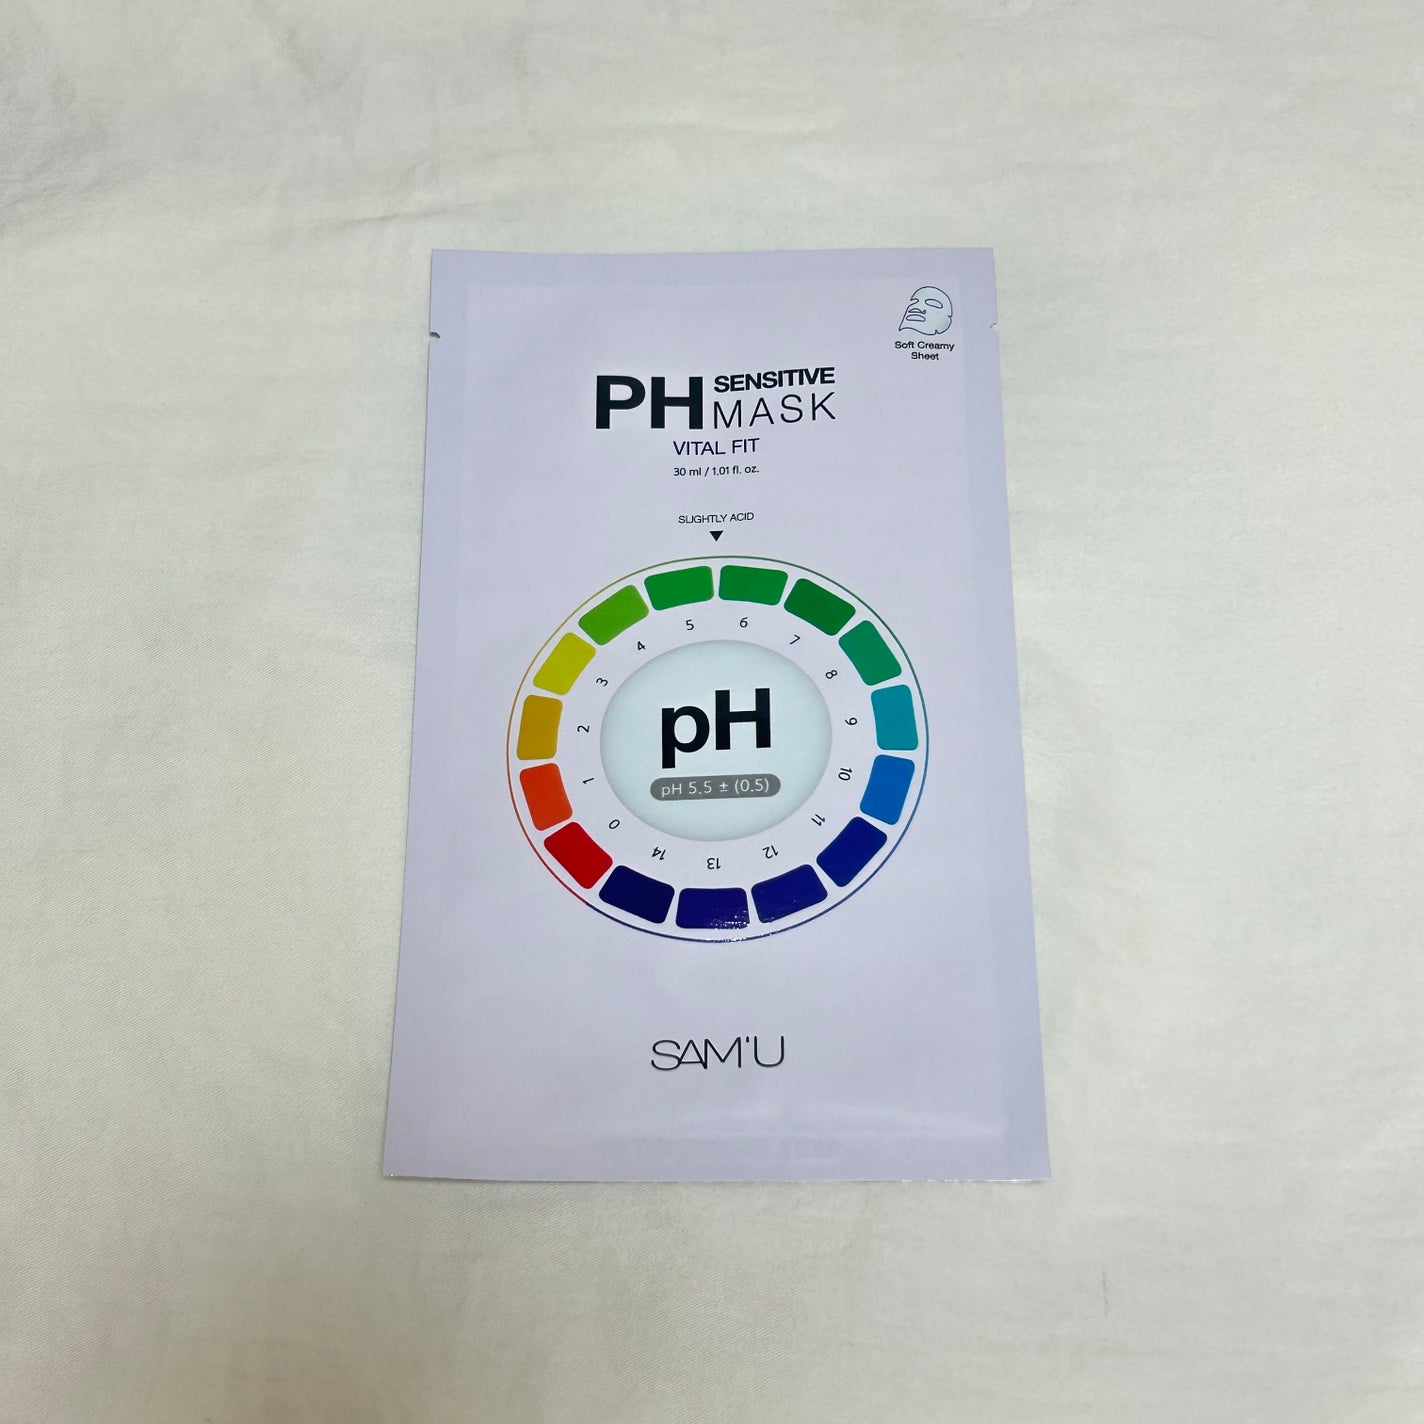 Soft Creamy
Sheet
PH SENSITIVE
MASK
VITAL FIT
30 ml / 1.01 fl. oz.
SLIGHTLY ACID
0
1
2
3
4
5
6
7
8
9
10
11
12
13
14
pH
pH 5.5 ± (0.5)
SAM'U